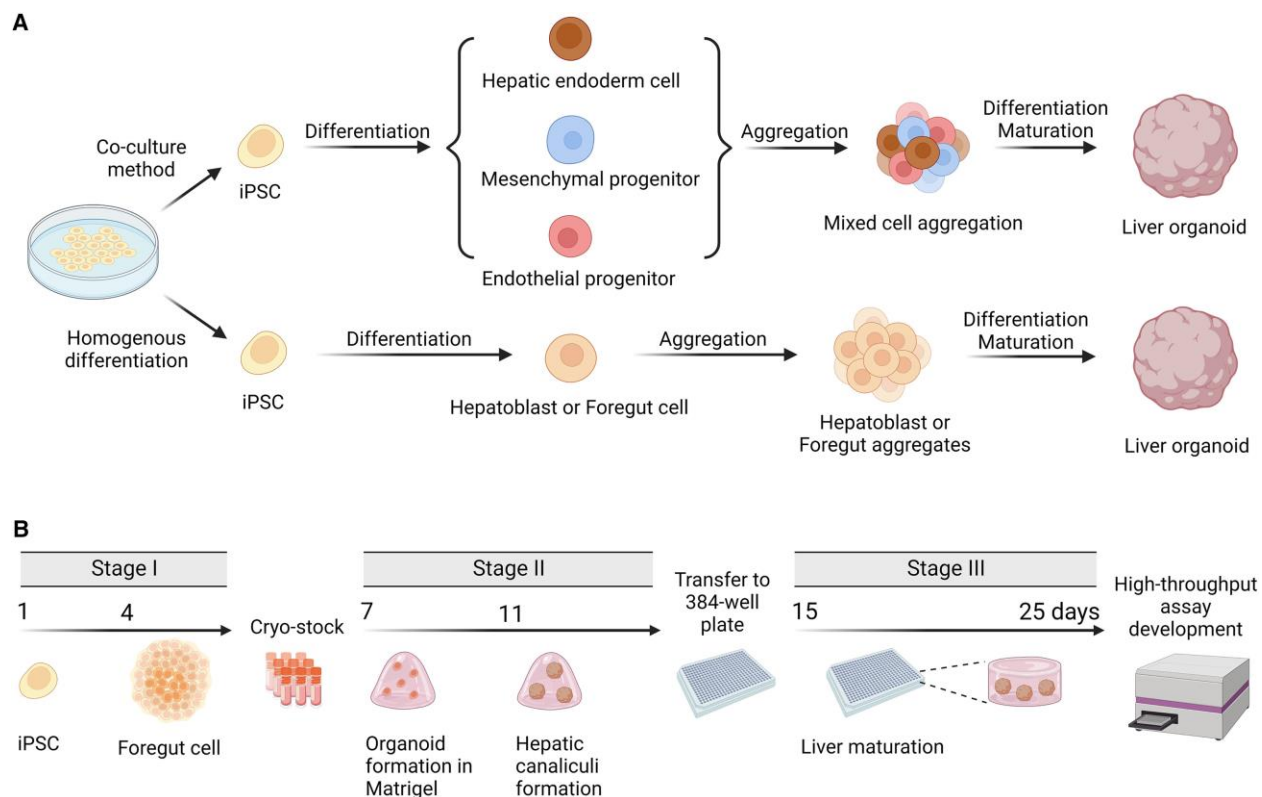 A
Co-culture
method
iPSC
Differentiation
Hepatic endoderm cell
Mesenchymal progenitor
Endothelial progenitor
Aggregation
Mixed cell aggregation
Differentiation
Maturation
Liver organoid
Homogenous
differentiation
iPSC
Differentiation
Hepatoblast or Foregut cell
Aggregation
Hepatoblast or
Foregut aggregates
Differentiation
Maturation
Liver organoid
B
Stage I
1 4
iPSC
Foregut cell
Cryo-stock
Stage II
7 11
Organoid
formation in
Matrigel
Hepatic
canaliculi
formation
Transfer to
384-well
plate
Stage III
15 25 days
Liver maturation
High-throughput
assay
development